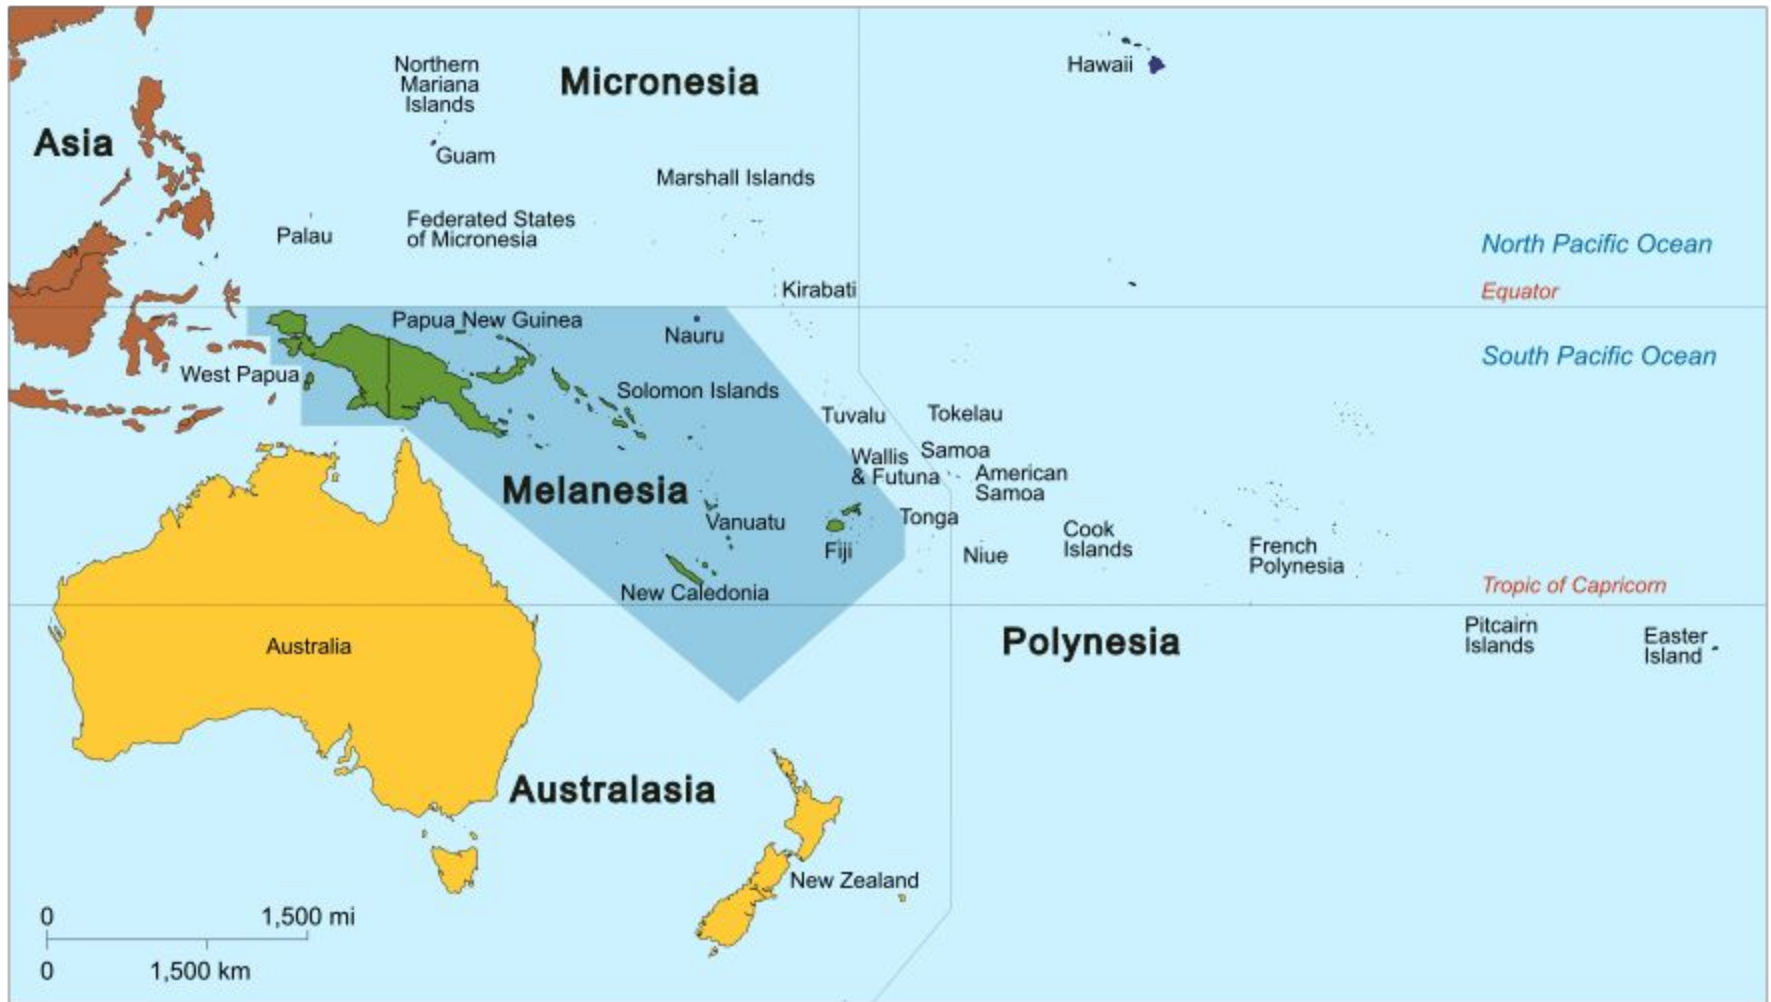 Northern
Mariana
Islands
Micronesia
Hawaii
Asia
Guam
Marshall Islands
Federated States
of Micronesia
Palau
North Pacific Ocean
Kirabati
Equator
Papua New Guinea
Nauru
South Pacific Ocean
West Papua
Solomon Islands
Tuvalu
Tokelau
Wallis
& Futuna
Samoa
American
Samoa
Melanesia
Vanuatu
Tonga
Fiji
Niue
Cook
Islands
French
Polynesia
New Caledonia
Tropic of Capricorn
Australia
Polynesia
Pitcairn
Islands
Easter
Island
Australasia
New Zealand
0 1,500 mi
0 1,500 km